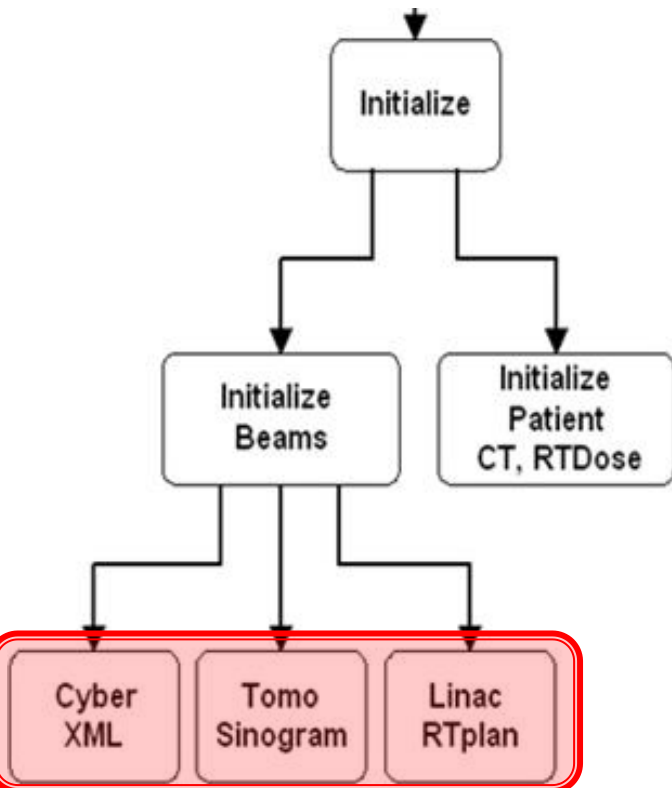 Initialize
Initialize
Beams
Initialize
Patient
CT, RTDose
Cyber
XML
Tomo
Sinogram
Linac
RTplan